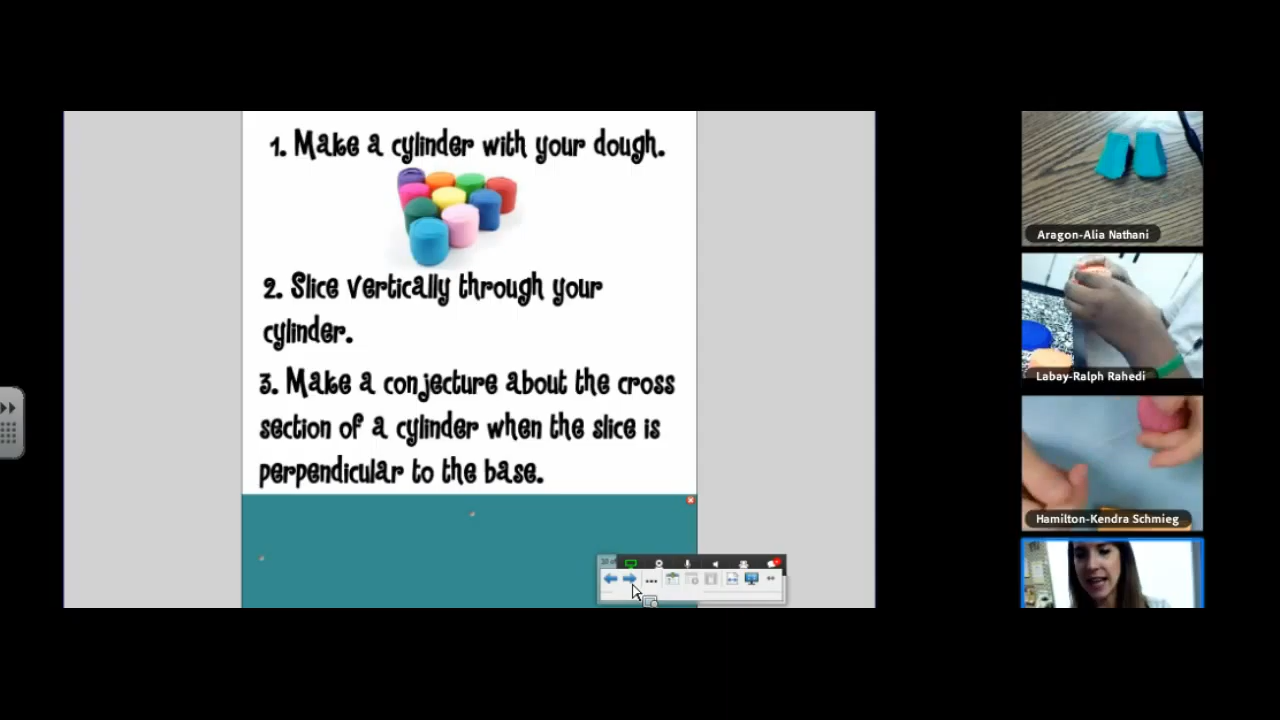 1. Make a cylinder with your dough.
2. Slice vertically through your
cylinder.
3. Make a conjecture about the cross
section of a cylinder when the slice is
perpendicular to the base.
Aragon-Alia Nathani
Labay-Ralph Rahedi
Hamilton-Kendra Schmieg